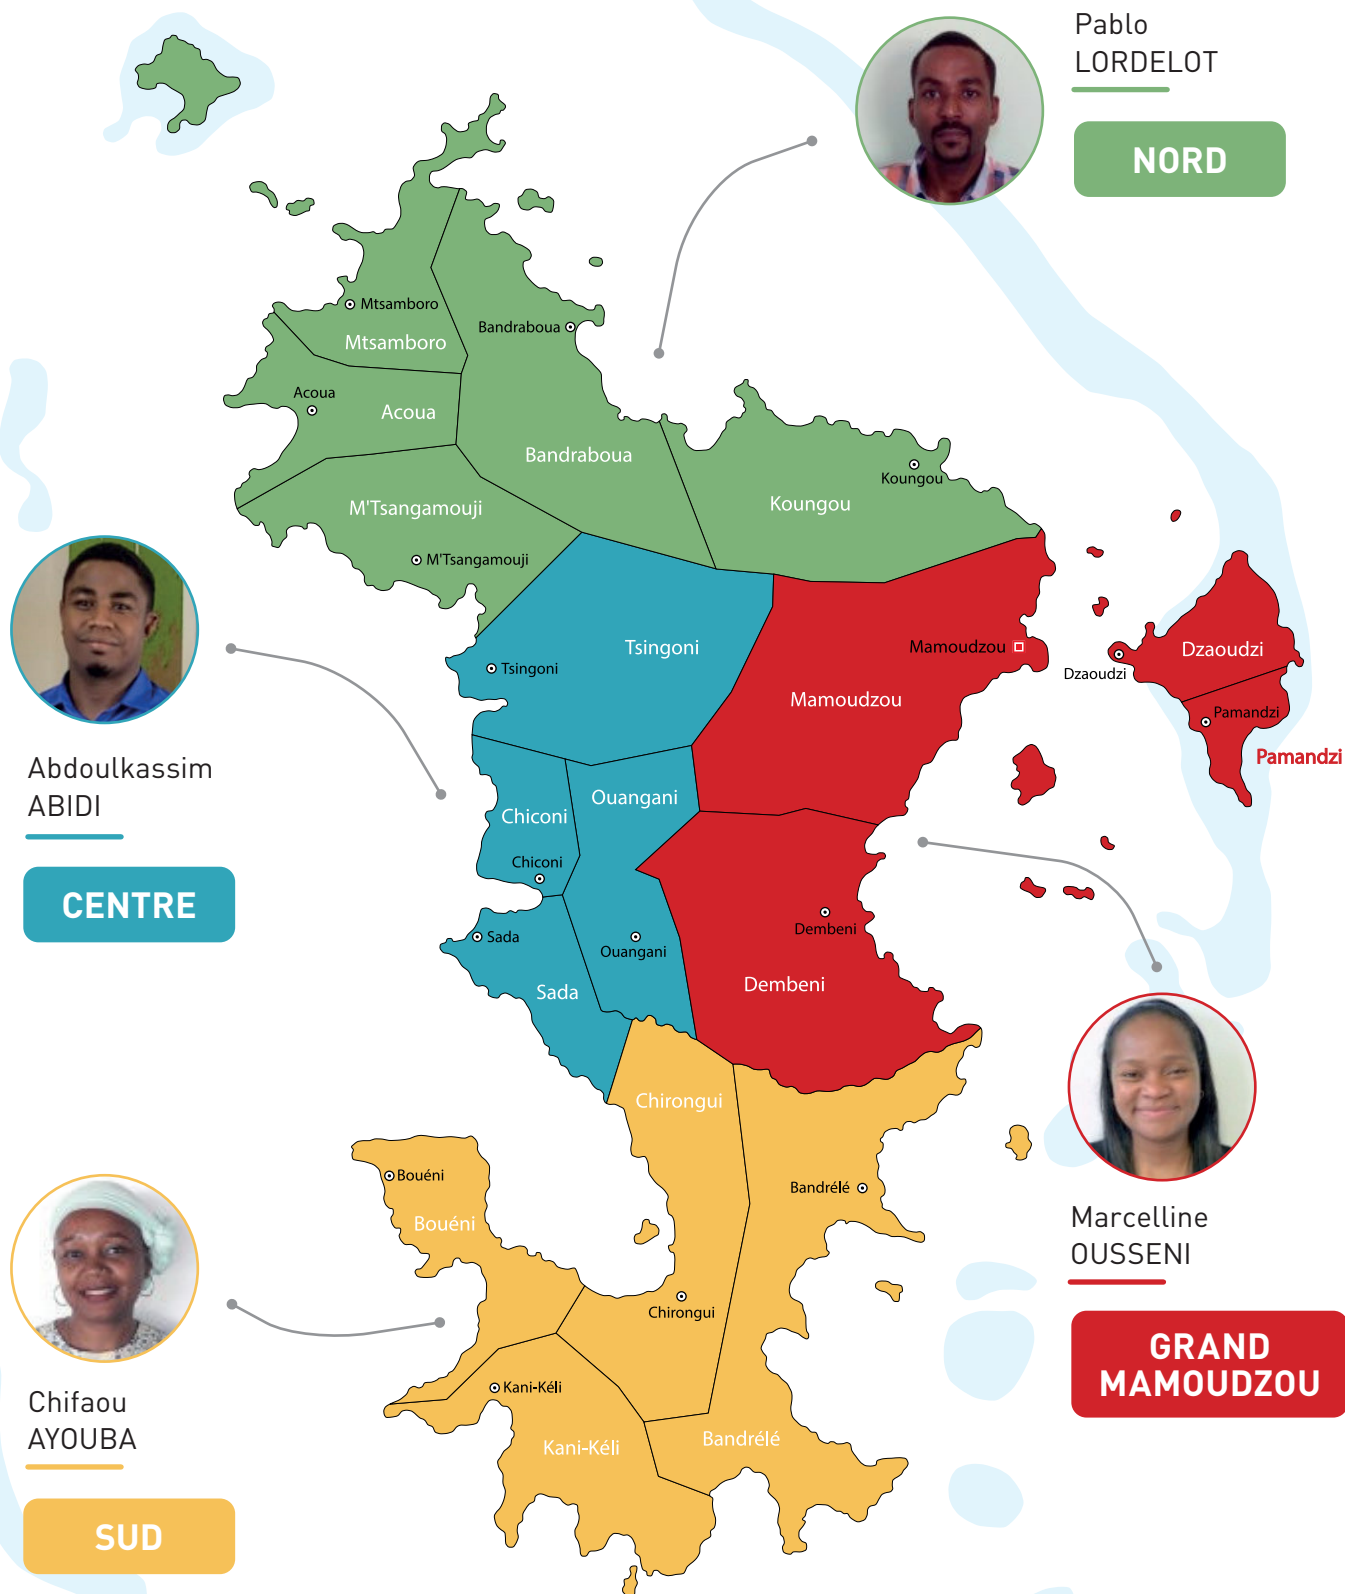 Pablo
LORDELOT
NORD
Mtsamboro
Mtsamboro
Bandraboua
Acoua
Acoua
Bandraboua
Koungou
Koungou
M'Tsangamouji
M'Tsangamouji
Tsingoni
Tsingoni
Mamoudzou
Mamoudzou
Dzaoudzi
Dzaoudzi
Pamandzi
Pamandzi
Abdoulkassim
ABIDI
CENTRE
Ouangani
Chiconi
Chiconi
Sada
Ouangani
Sada
Dembeni
Dembeni
Chirongui
Bouéni
Bouéni
Bandrélé
Marcelline
OUSSENI
GRAND
MAMOUDZOU
Chirongui
Kani-Kéli
Kani-Kéli
Bandrélé
Chifaou
AYOUBA
SUD